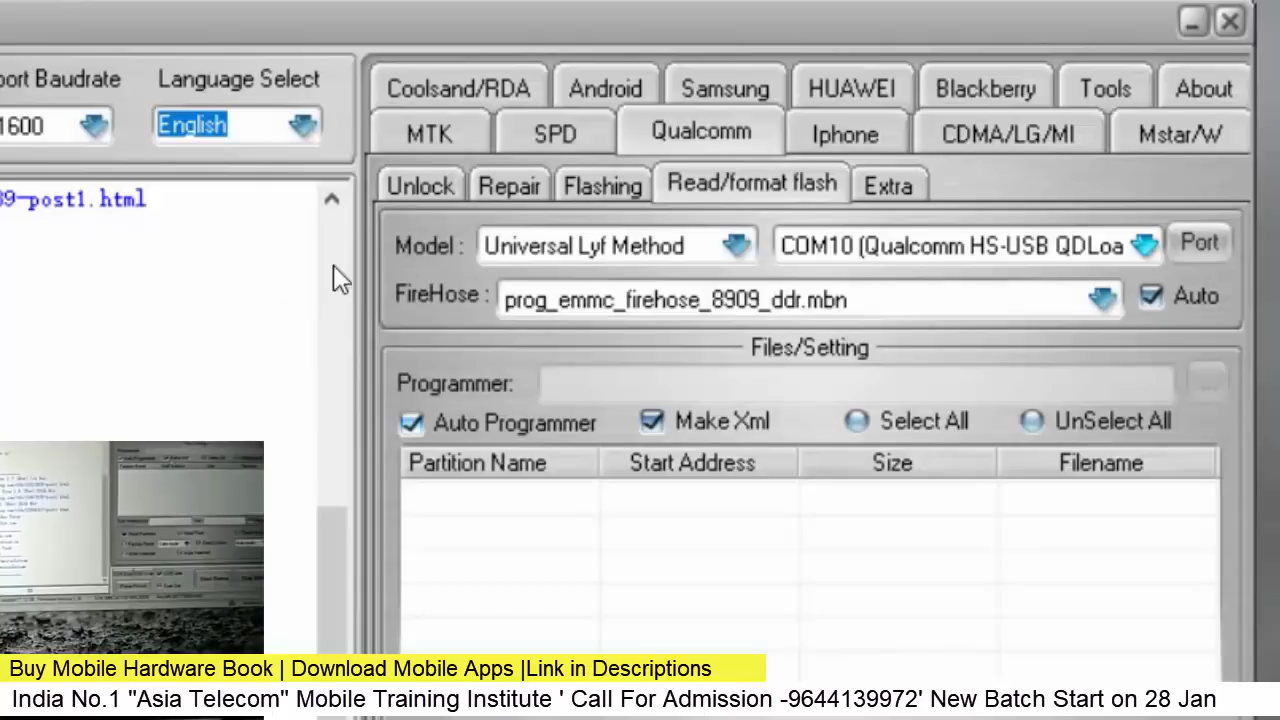 ort Baudrate Language Select
1600 English
Coolsand/RDA Android Samsung HUAWEI Blackberry Tools About
MTK SPD Qualcomm Iphone CDMA/LG/MI Mstar/W
Unlock Repair Flashing Read/format flash Extra
39-post1.html
Model : Universal Lyf Method COM10 (Qualcomm HS-USB QDLoa Port
FireHose : prog_emmc_firehose_8909_ddr.mbn Auto
Files/Setting
Programmer:
Auto Programmer Make Xml Select All UnSelect All
Partition Name Start Address Size Filename
Buy Mobile Hardware Book | Download Mobile Apps |Link in Descriptions
India No.1 "Asia Telecom" Mobile Training Institute ' Call For Admission -9644139972' New Batch Start on 28 Jan